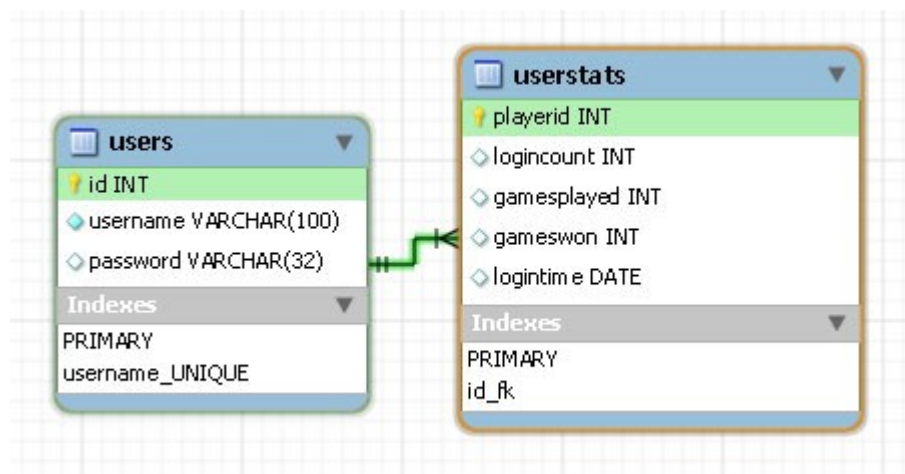 users
id INT
username VARCHAR(100)
password VARCHAR(32)
Indexes
PRIMARY
username_UNIQUE
userstats
playerid INT
logincount INT
gamesplayed INT
gameswon INT
logintime DATE
Indexes
PRIMARY
id_fk